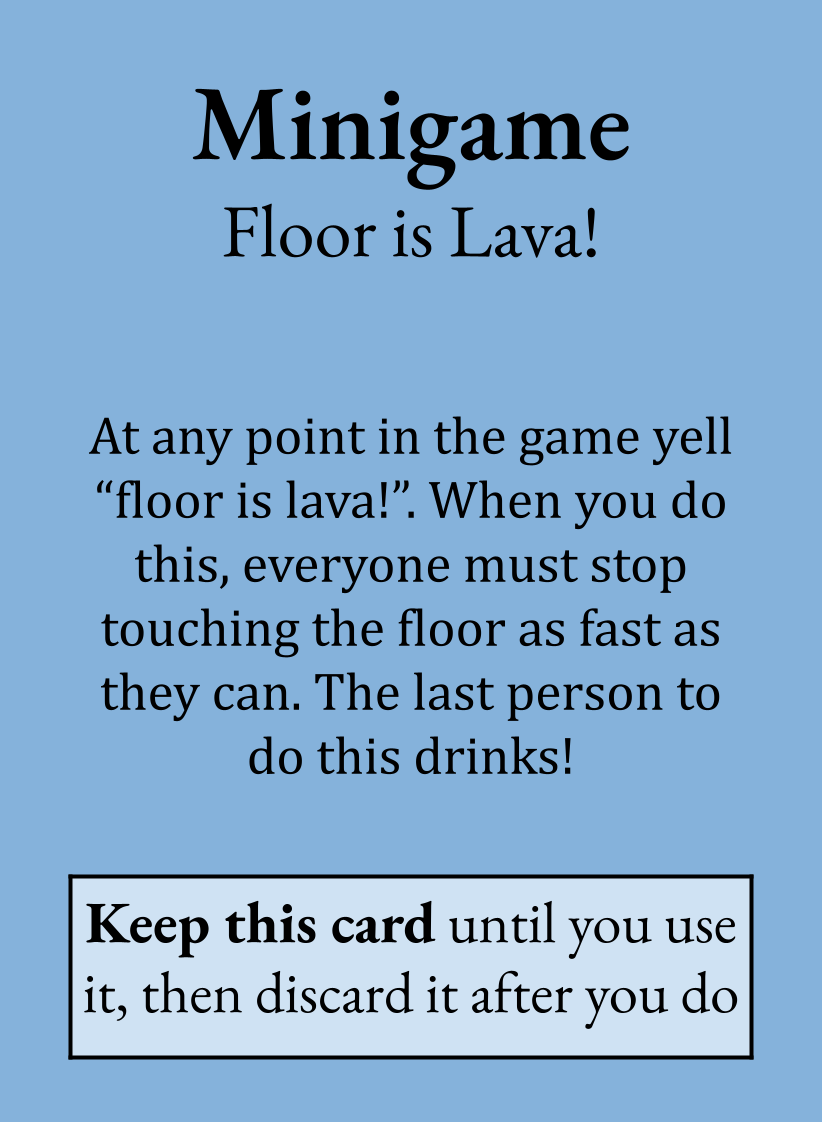 Minigame
Floor is Lava!
At any point in the game yell
“floor is lava!”. When you do
this, everyone must stop
touching the floor as fast as
they can. The last person to
do this drinks!
Keep this card until you use
it, then discard it after you do